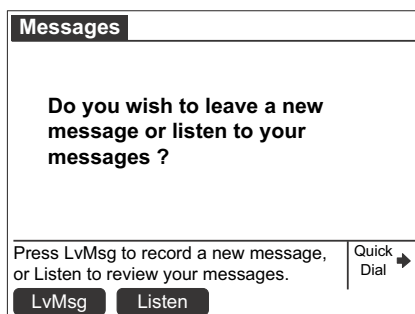 Messages
Do you wish to leave a new
message or listen to your
messages ?
Press LvMsg to record a new message,
or Listen to review your messages.
Quick
Dial
LvMsg
Listen